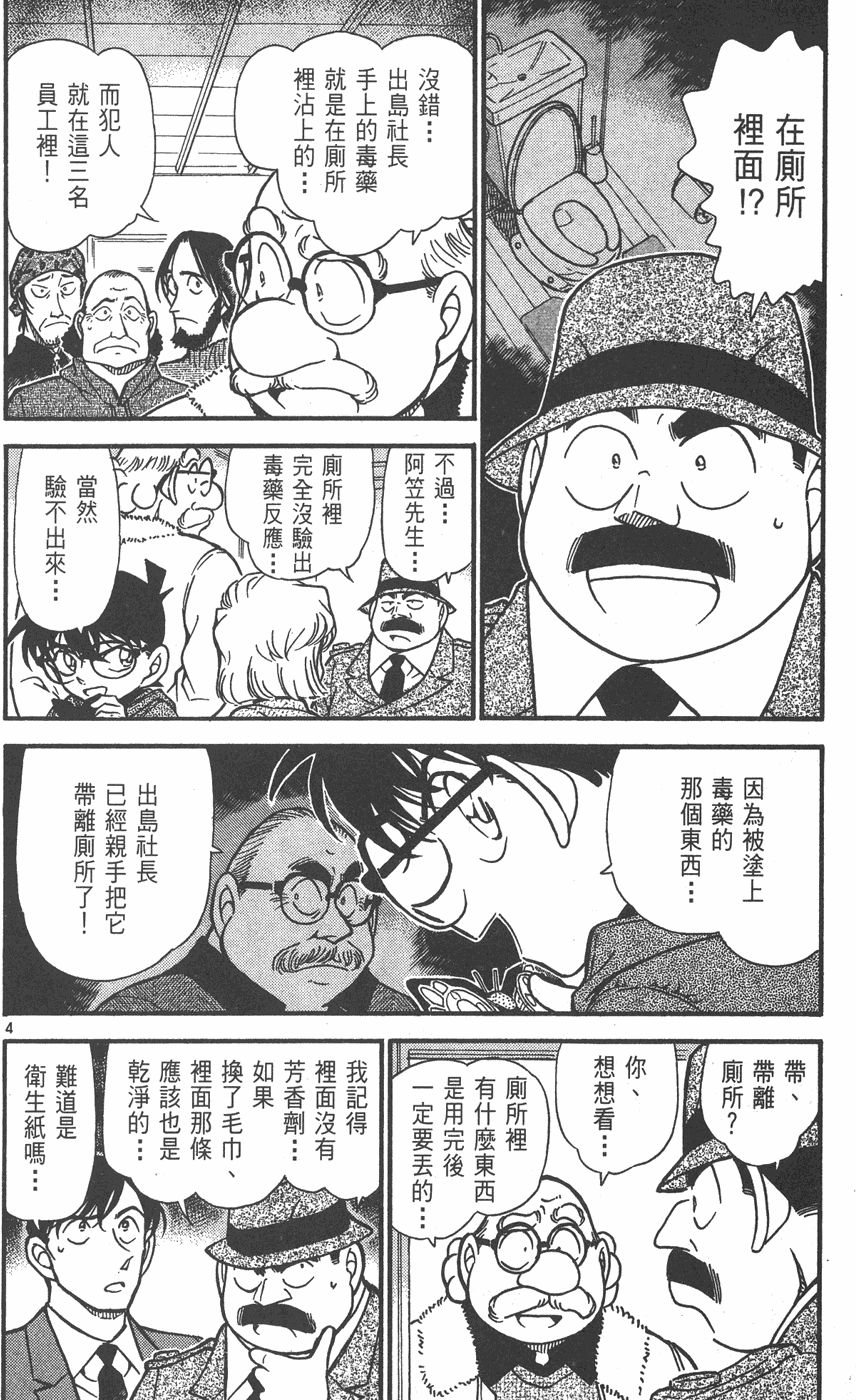 在廁所
裡面!?
沒錯…
出島社長
手上的毒藥
就是在廁所
裡沾上的…
而犯人
就在這三名
員工裡！
不過…
阿笠先生…
廁所裡
完全沒驗出
毒藥反應…
當然
驗不出來…
因為被塗上
毒藥的
那個東西…
出島社長
已經親手把它
帶離廁所了！
4
帶、
帶離
廁所？
你、
想想看…
廁所裡
有什麼東西
是用完後
一定要丟的…
我記得
裡面沒有
芳香劑…
如果
換了毛巾、
裡面那條
應該也是
乾淨的…
難道是
衛生紙嗎…